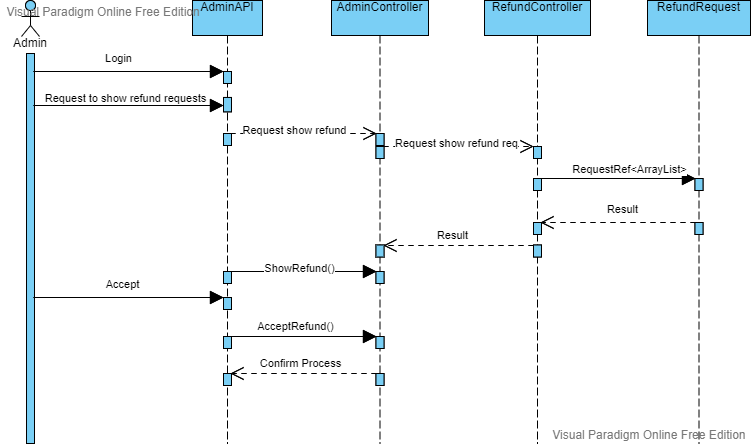 Visual Paradigm Online Free Edition
AdminAPI
AdminController
RefundController
RefundRequest
Admin
Login
Request to show refund requests
Request show refund
Request show refund req
RequestRef<ArrayList>
Result
Result
ShowRefund()
Accept
AcceptRefund()
Confirm Process
Visual Paradigm Online Free Edition